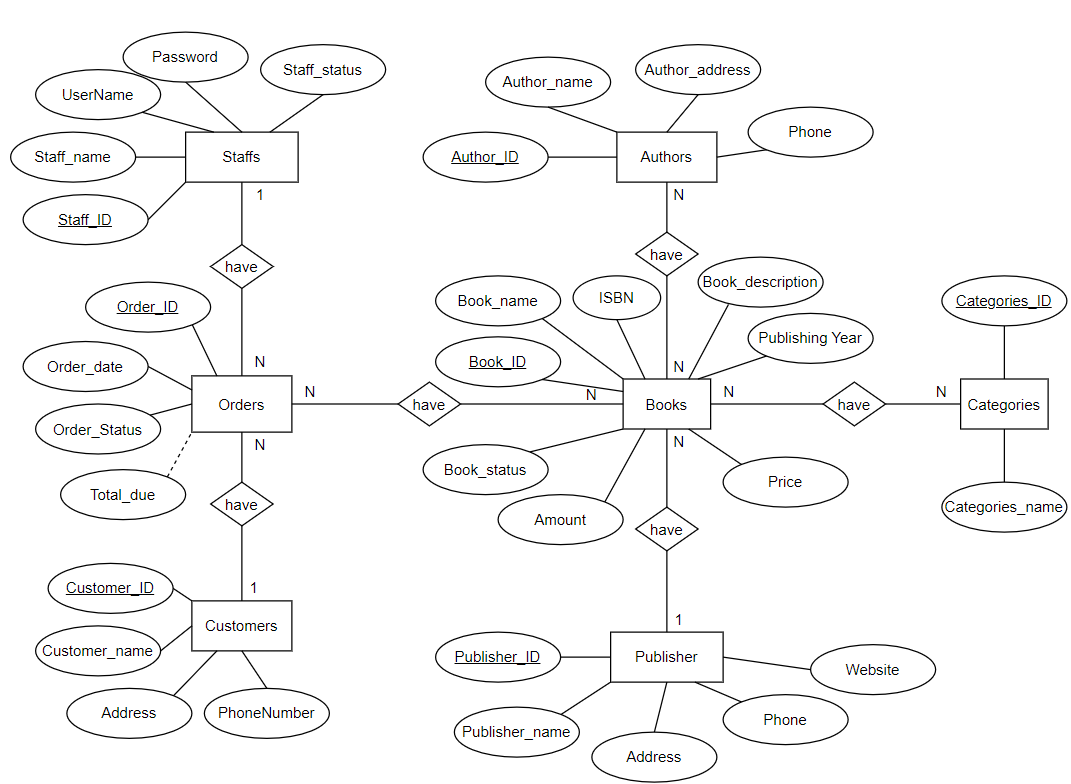 Password
Staff_status
Author_name
Author_address
UserName
Phone
Staff_name
Staffs
Author_ID
Authors
1
N
Staff_ID
have
have
Order_ID
Book_name
ISBN
Book_description
Categories_ID
Publishing Year
Order_date
N
Book_ID
N
N
N
N
N
Orders
have
Books
have
Categories
Order_Status
N
N
Book_status
Price
Total_due
have
Amount
have
Categories_name
Customer_ID
1
1
Customers
Customer_name
Publisher_ID
Publisher
Website
Address
PhoneNumber
Publisher_name
Phone
Address